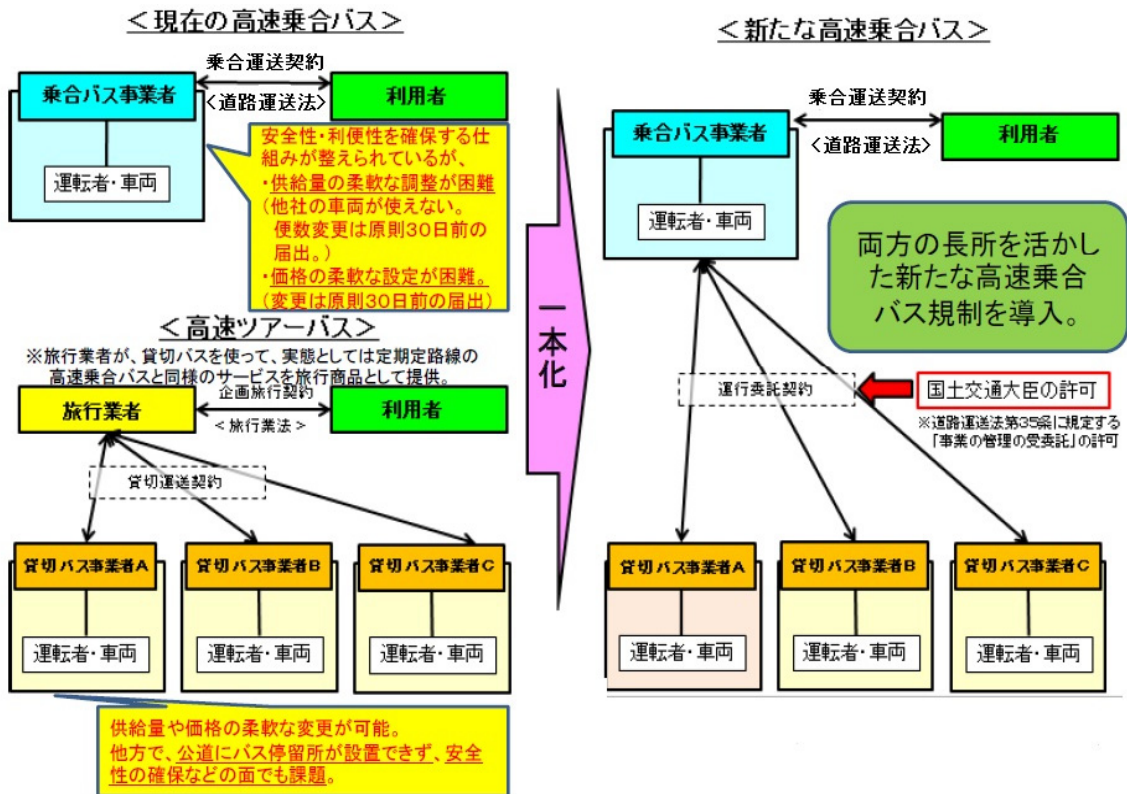 ＜現在の高速乗合バス＞
乗合運送契約
乗合バス事業者
＜道路運送法＞
利用者
運転者・車両
安全性・利便性を確保する仕
組みが整えられているが、
・供給量の柔軟な調整が困難
（他社の車両が使えない。
便数変更は原則３０日前の
届出。）
・価格の柔軟な設定が困難。
（変更は原則３０日前の届出）
＜高速ツアーバス＞
※旅行業者が、貸切バスを使って、実態としては定期定路線の
高速乗合バスと同様のサービスを旅行商品として提供。
旅行業者
企画旅行契約
＜旅行業法＞
利用者
貸切運送契約
貸切バス事業者A
貸切バス事業者B
貸切バス事業者C
運転者・車両
運転者・車両
運転者・車両
供給量や価格の柔軟な変更が可能。
他方で、公道にバス停留所が設置できず、安全
性の確保などの面でも課題。
一本化
＜新たな高速乗合バス＞
乗合運送契約
乗合バス事業者
＜道路運送法＞
利用者
運転者・車両
両方の長所を活かし
た新たな高速乗合
バス規制を導入。
運行委託契約
国土交通大臣の許可
※道路運送法第35条に規定する
「事業の管理の受委託」の許可
貸切バス事業者A
貸切バス事業者B
貸切バス事業者C
運転者・車両
運転者・車両
運転者・車両